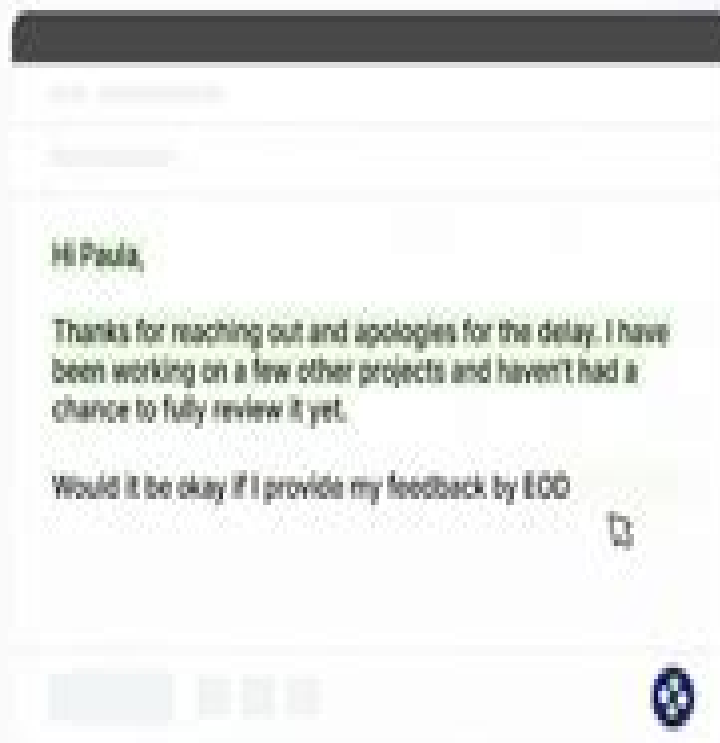 Hi Paula,
Thanks for reaching out and apologies for the delay. I have
been working on a few other projects and haven't had a
chance to fully review it yet.
Would it be okay if I provide my feedback by EOD